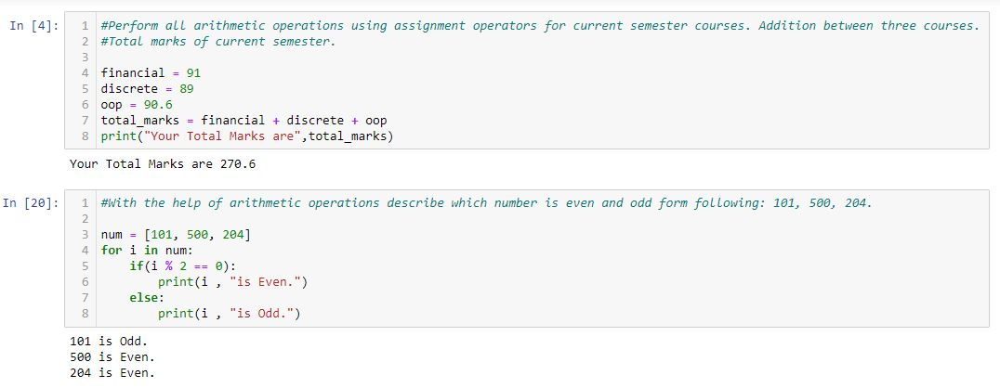 In [4]:
1 #Perform all arithmetic operations using assignment operators for current semester courses. Addition between three courses.
2 #Total marks of current semester.
3
4 financial = 91
5 discrete = 89
6 oop = 90.6
7 total_marks = financial + discrete + oop
8 print("Your Total Marks are",total_marks)
Your Total Marks are 270.6
In [20]:
1 #With the help of arithmetic operations describe which number is even and odd form following: 101, 500, 204.
2
3 num = [101, 500, 204]
4 for i in num:
5     if(i % 2 == 0):
6         print(i , "is Even.")
7     else:
8         print(i , "is Odd.")
101 is Odd.
500 is Even.
204 is Even.